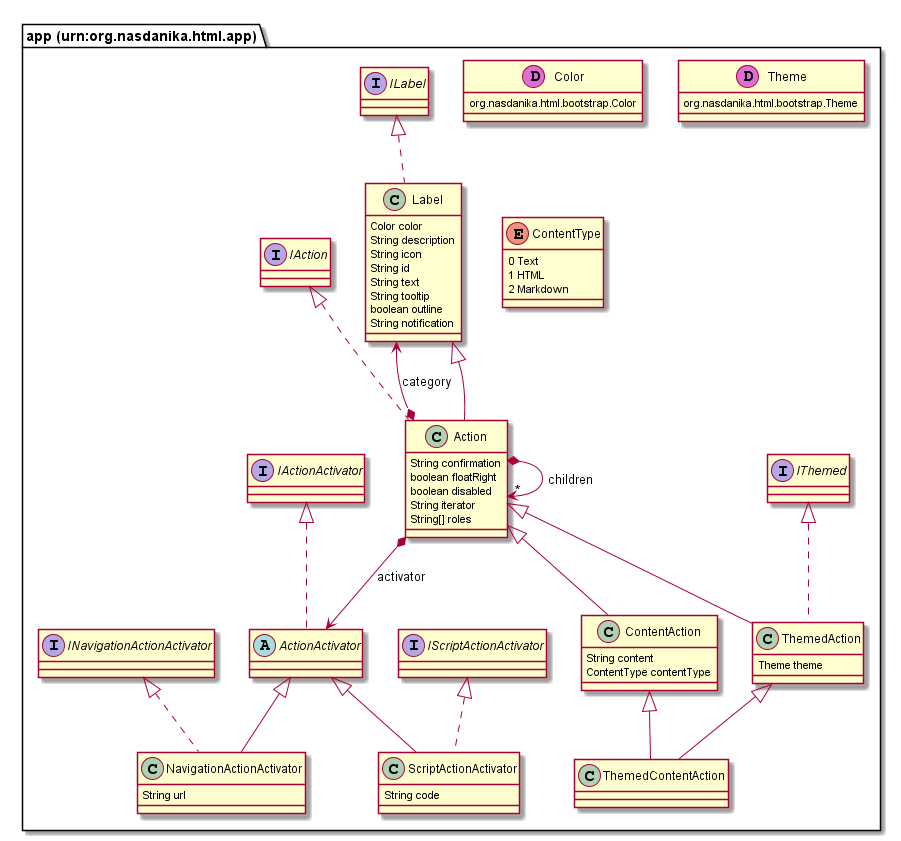 app (urn:org.nasdanika.html.app)
I ILabel
D Color
org.nasdanika.html.bootstrap.Color
D Theme
org.nasdanika.html.bootstrap.Theme
C Label
Color color
String description
String icon
String id
String text
String tooltip
boolean outline
String notification
E ContentType
0 Text
1 HTML
2 Markdown
I IAction
category
C Action
String confirmation
boolean floatRight
boolean disabled
String iterator
String[] roles
children
*
I IActionActivator
I IThemed
activator
I INavigationActionActivator
A ActionActivator
I IScriptActionActivator
C ContentAction
String content
ContentType contentType
C ThemedAction
Theme theme
C NavigationActionActivator
String url
C ScriptActionActivator
String code
C ThemedContentAction